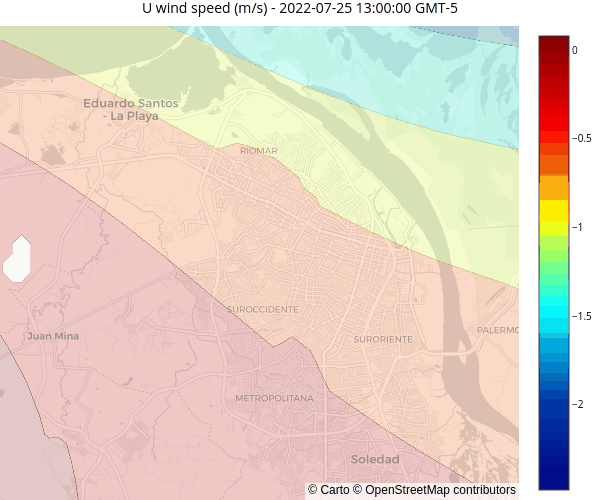 U wind speed (m/s) - 2022-07-25 13:00:00 GMT-5
Eduardo Santos
- La Playa
RIOMAR
SUROCCIDENTE
SURORIENTE
PALERMO
Juan Mina
METROPOLITANA
Soledad
© Carto © OpenStreetMap contributors
0
−0.5
−1
−1.5
−2